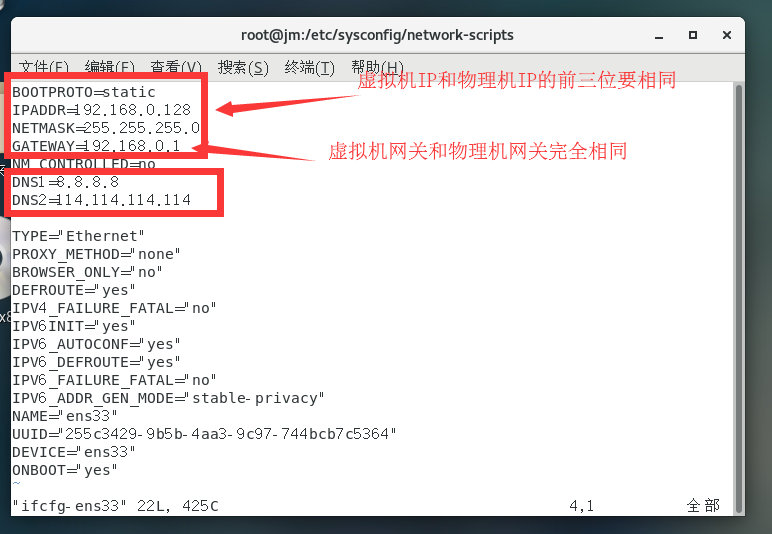 root@jm:/etc/sysconfig/network-scripts
文件(F) 编辑(E) 查看(V) 搜索(S) 终端(T) 帮助(H)
BOOTPROTO=static
虚拟机IP和物理机IP的前三位要相同
IPADDR=192.168.0.128
NETMASK=255.255.255.0
GATEWAY=192.168.0.1
虚拟机网关和物理机网关完全相同
NM_CONTROLLED=no
DNS1=8.8.8.8
DNS2=114.114.114.114
TYPE="Ethernet"
PROXY_METHOD="none"
BROWSER_ONLY="no"
DEFROUTE="yes"
IPV4_FAILURE_FATAL="no"
IPV6INIT="yes"
IPV6_AUTOCONF="yes"
IPV6_DEFROUTE="yes"
IPV6_FAILURE_FATAL="no"
IPV6_ADDR_GEN_MODE="stable-privacy"
NAME="ens33"
UUID="255c3429-9b5b-4aa3-9c97-744bcb7c5364"
DEVICE="ens33"
ONBOOT="yes"
~
"ifcfg-ens33" 22L, 425C 4,1 全部